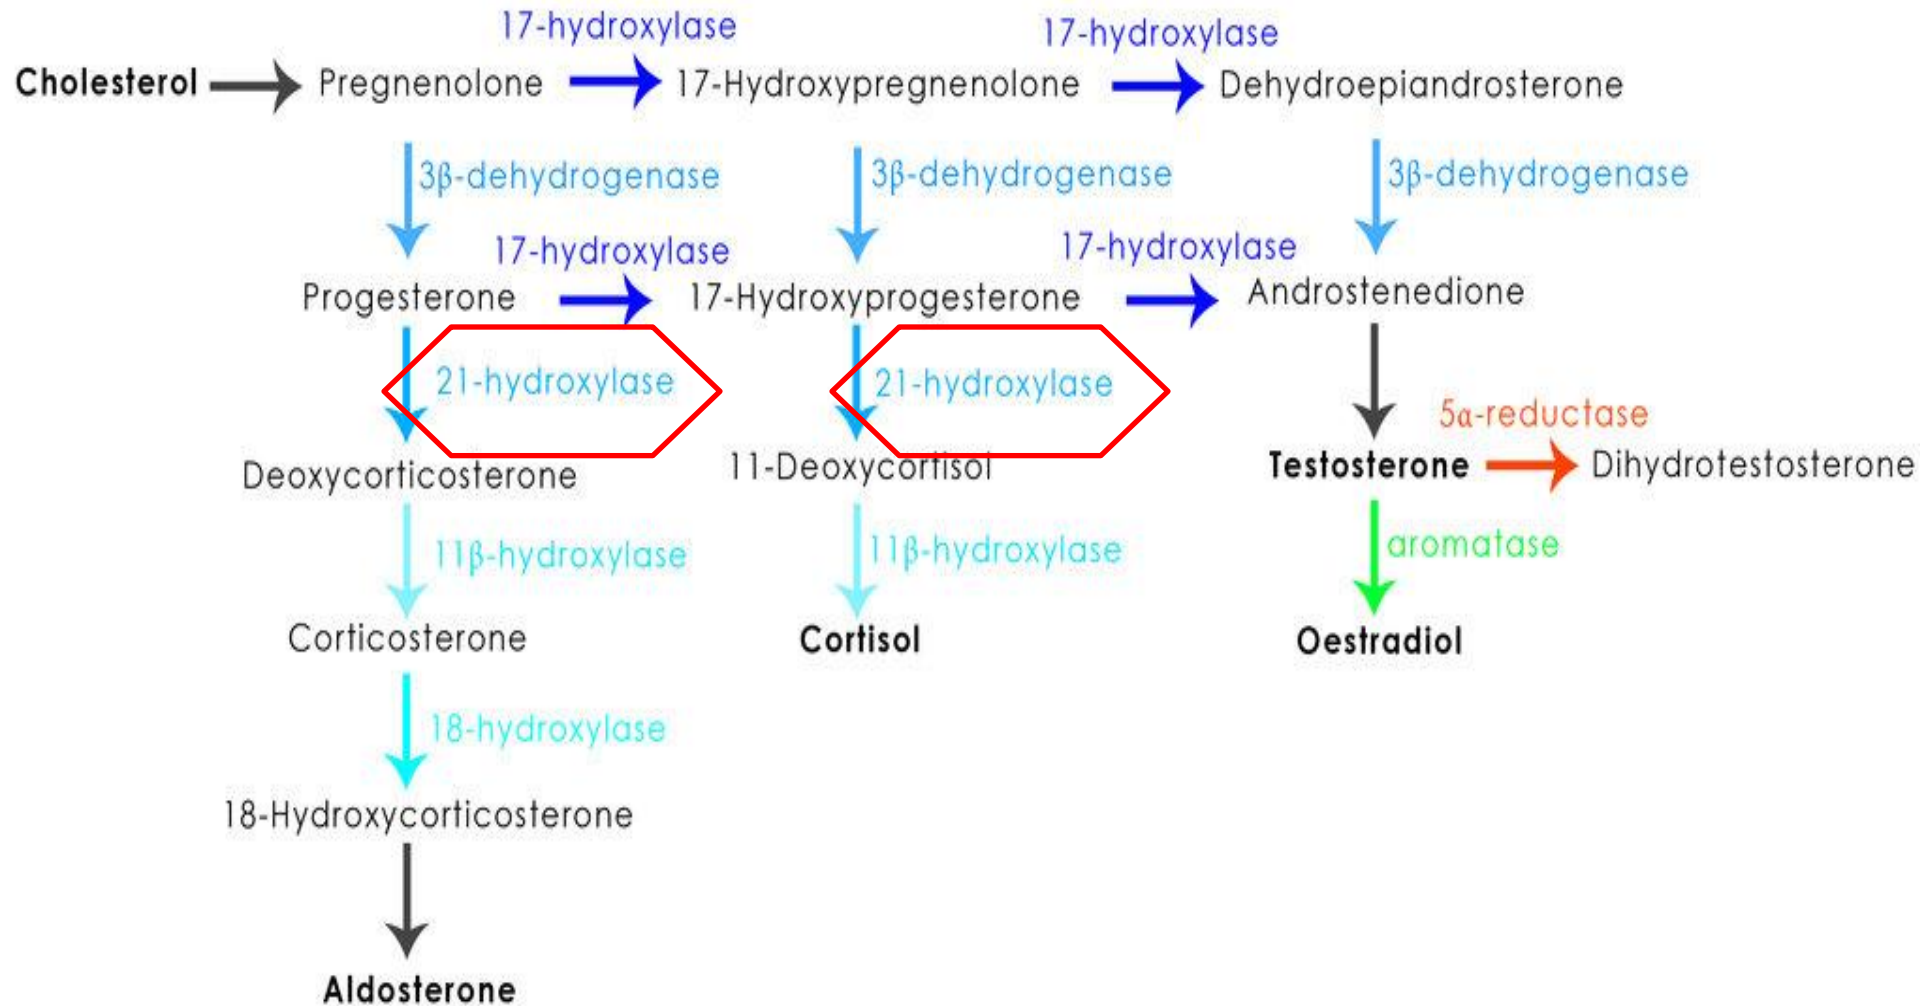 17-hydroxylase 17-hydroxylase
Cholesterol Pregnenolone 17-Hydroxypregnenolone Dehydroepiandrosterone
3β-dehydrogenase 3β-dehydrogenase 3β-dehydrogenase
17-hydroxylase 17-hydroxylase
Progesterone 17-Hydroxyprogesterone Androstenedione
21-hydroxylase 21-hydroxylase
5α-reductase
Deoxycorticosterone 11-Deoxycortisol Testosterone Dihydrotestosterone
11β-hydroxylase 11β-hydroxylase aromatase
Corticosterone Cortisol Oestradiol
18-hydroxylase
18-Hydroxycorticosterone
Aldosterone